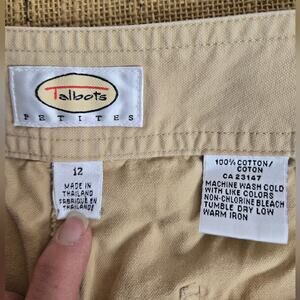 Talbots
PETITES
12
MADE IN
THAILAND
FABRIQUÉ EN
THAILANDE
100% COTTON/
COTON
CA 23147
MACHINE WASH COLD
WITH LIKE COLORS
NON-CHLORINE BLEACH
TUMBLE DRY LOW
WARM IRON